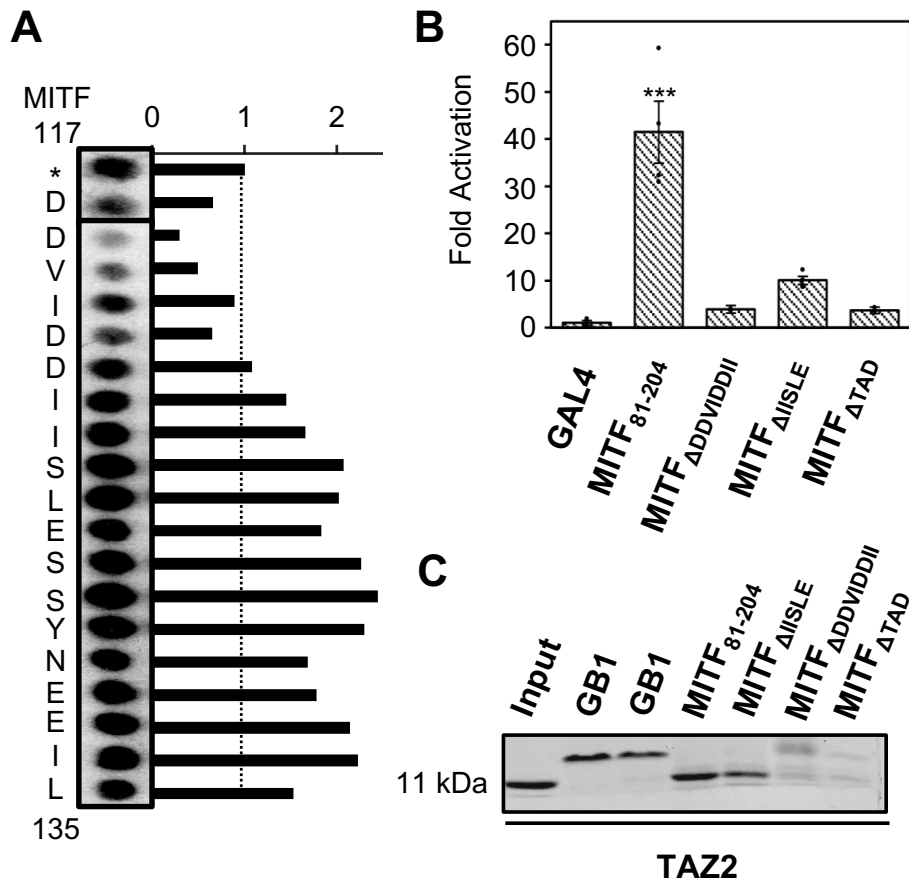 A
MITF
117
0 1 2
*
D
D
V
I
D
D
I
I
S
L
E
S
S
Y
N
E
E
I
L
135
B
Fold Activation
60
50
40
30
20
10
0
***
GAL4
MITF81-204
MITFΔDDVIDDII
MITFΔIISLE
MITFΔTAD
C
Input
GB1
GB1
MITF81-204
MITFΔIISLE
MITFΔDDVIDDII
MITFΔTAD
11 kDa
TAZ2